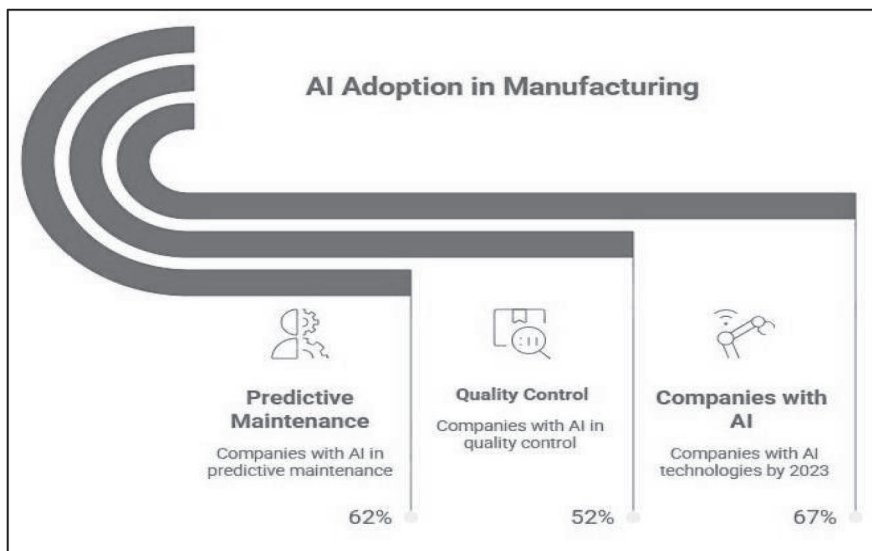 AI Adoption in Manufacturing
Predictive
Maintenance
Companies with AI in
predictive maintenance
62%
Quality Control
Companies with AI in
quality control
52%
Companies with
AI
Companies with AI
technologies by 2023
67%